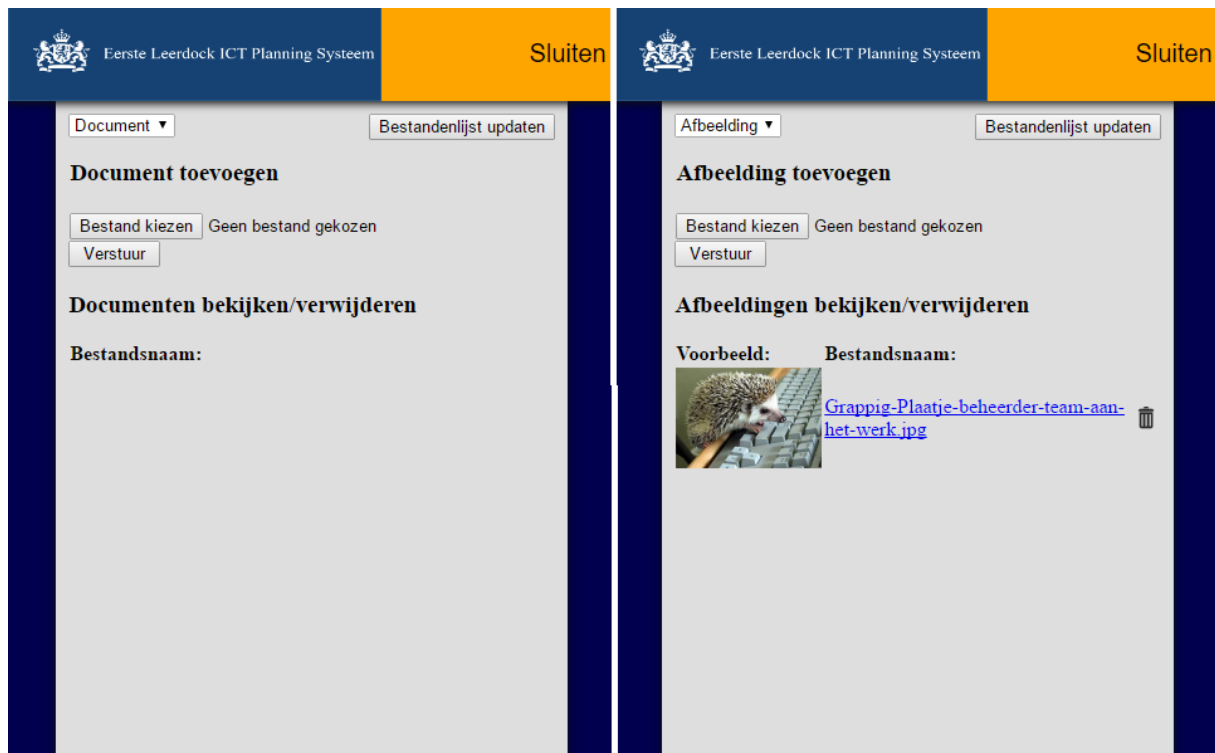 Eerste Leerdock ICT Planning Systeem
Sluiten
Document ▼
Bestandenlijst updaten
Document toevoegen
Bestand kiezen Geen bestand gekozen
Verstuur
Documenten bekijken/verwijderen
Bestandsnaam:
Eerste Leerdock ICT Planning Systeem
Sluiten
Afbeelding ▼
Bestandenlijst updaten
Afbeelding toevoegen
Bestand kiezen Geen bestand gekozen
Verstuur
Afbeeldingen bekijken/verwijderen
Voorbeeld: Bestandsnaam:
Grappig-Plaatje-beheerder-team-aan-
het-werk.jpg